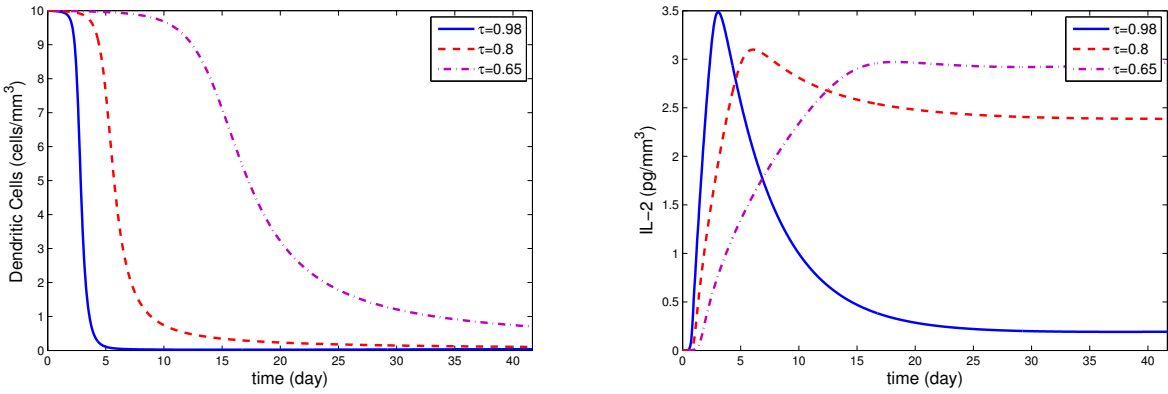 10
9
8
7
6
5
4
3
2
1
0
Dendritic Cells (cells/mm³)
0 5 10 15 20 25 30 35 40
time (day)
τ=0.98
τ=0.8
τ=0.65
3.5
3
2.5
2
1.5
1
0.5
0
IL−2 (pg/mm³)
0 5 10 15 20 25 30 35 40
time (day)
τ=0.98
τ=0.8
τ=0.65